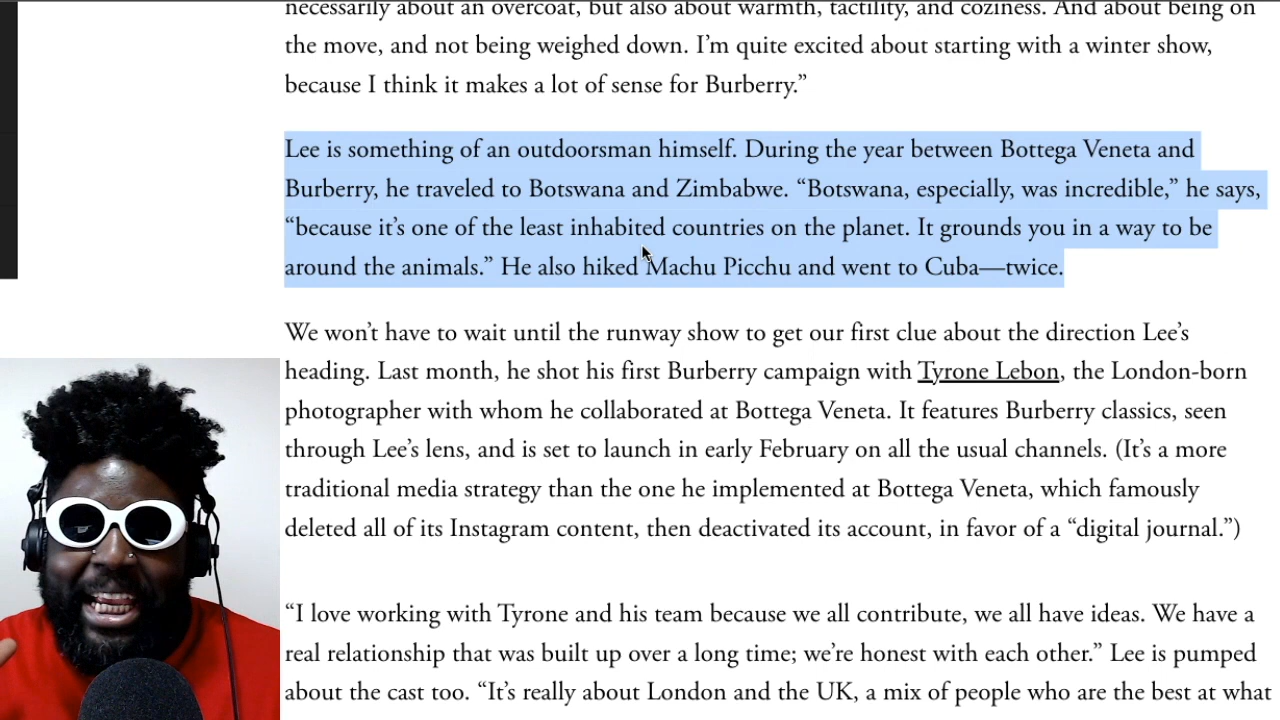 necessarily about an overcoat, but also about warmth, tactility, and coziness. And about being on
the move, and not being weighed down. I’m quite excited about starting with a winter show,
because I think it makes a lot of sense for Burberry.”
Lee is something of an outdoorsman himself. During the year between Bottega Veneta and
Burberry, he traveled to Botswana and Zimbabwe. “Botswana, especially, was incredible,” he says,
“because it’s one of the least inhabited countries on the planet. It grounds you in a way to be
around the animals.” He also hiked Machu Picchu and went to Cuba—twice.
We won’t have to wait until the runway show to get our first clue about the direction Lee’s
heading. Last month, he shot his first Burberry campaign with Tyrone Lebon, the London-born
photographer with whom he collaborated at Bottega Veneta. It features Burberry classics, seen
through Lee’s lens, and is set to launch in early February on all the usual channels. (It’s a more
traditional media strategy than the one he implemented at Bottega Veneta, which famously
deleted all of its Instagram content, then deactivated its account, in favor of a “digital journal.”)
“I love working with Tyrone and his team because we all contribute, we all have ideas. We have a
real relationship that was built up over a long time; we’re honest with each other.” Lee is pumped
about the cast too. “It’s really about London and the UK, a mix of people who are the best at what